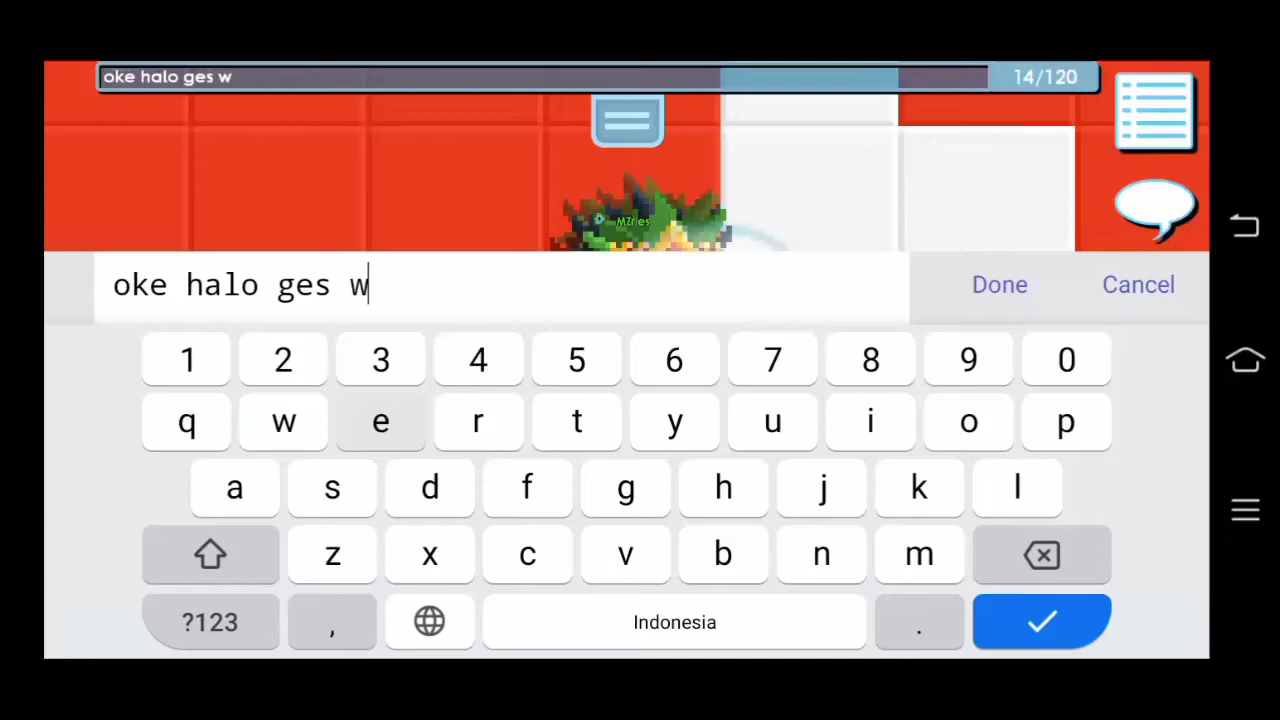 oke halo ges w
14/120
MZries
oke halo ges w
Done
Cancel
1 2 3 4 5 6 7 8 9 0
q w e r t y u i o p
a s d f g h j k l
z x c v b n m
?123 , Indonesia .